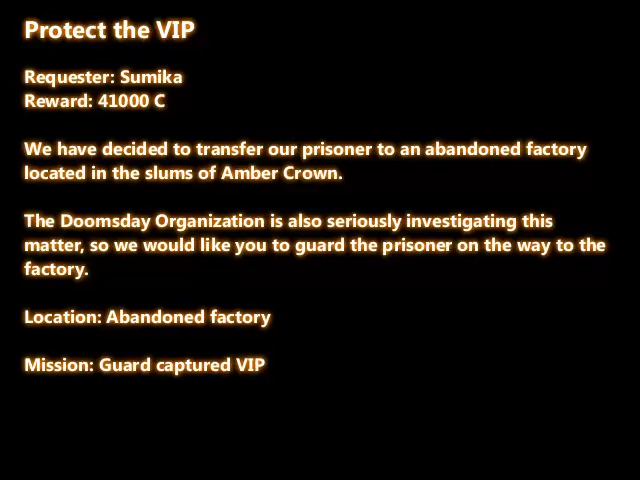 Protect the VIP
Requester: Sumika
Reward: 41000 C
We have decided to transfer our prisoner to an abandoned factory
located in the slums of Amber Crown.
The Doomsday Organization is also seriously investigating this
matter, so we would like you to guard the prisoner on the way to the
factory.
Location: Abandoned factory
Mission: Guard captured VIP